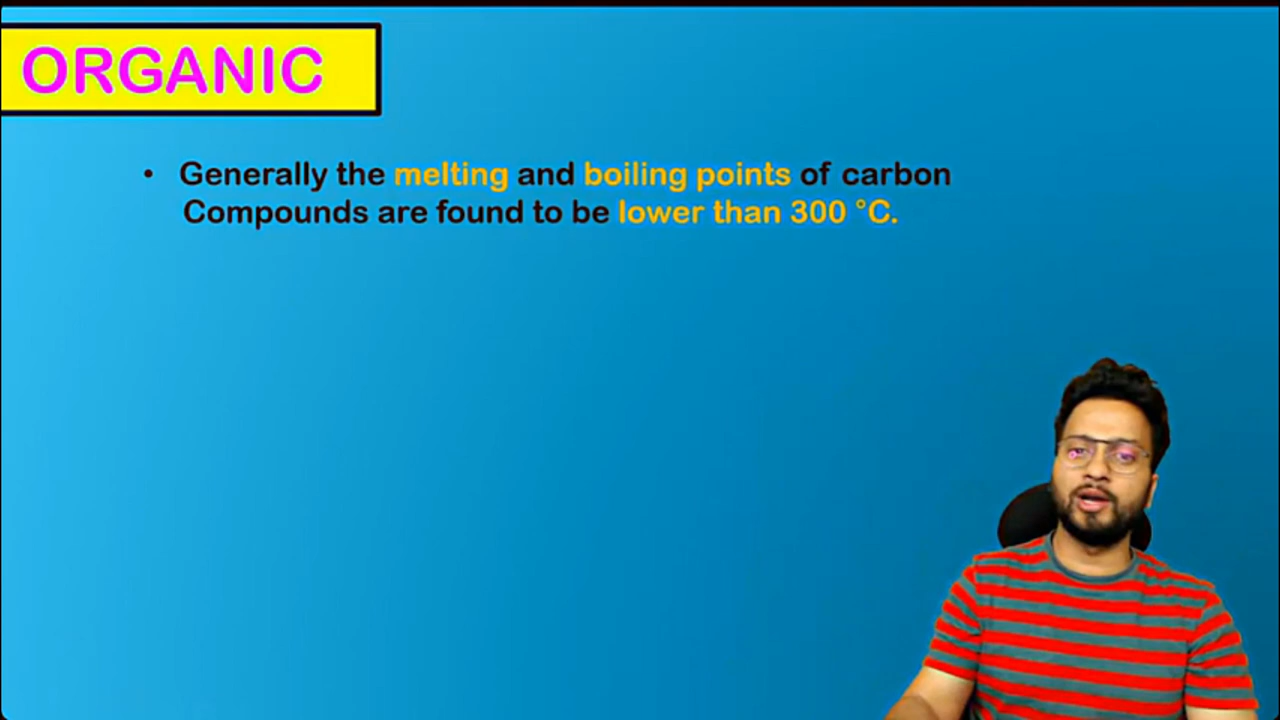 ORGANIC
• Generally the melting and boiling points of carbon
Compounds are found to be lower than 300 °C.